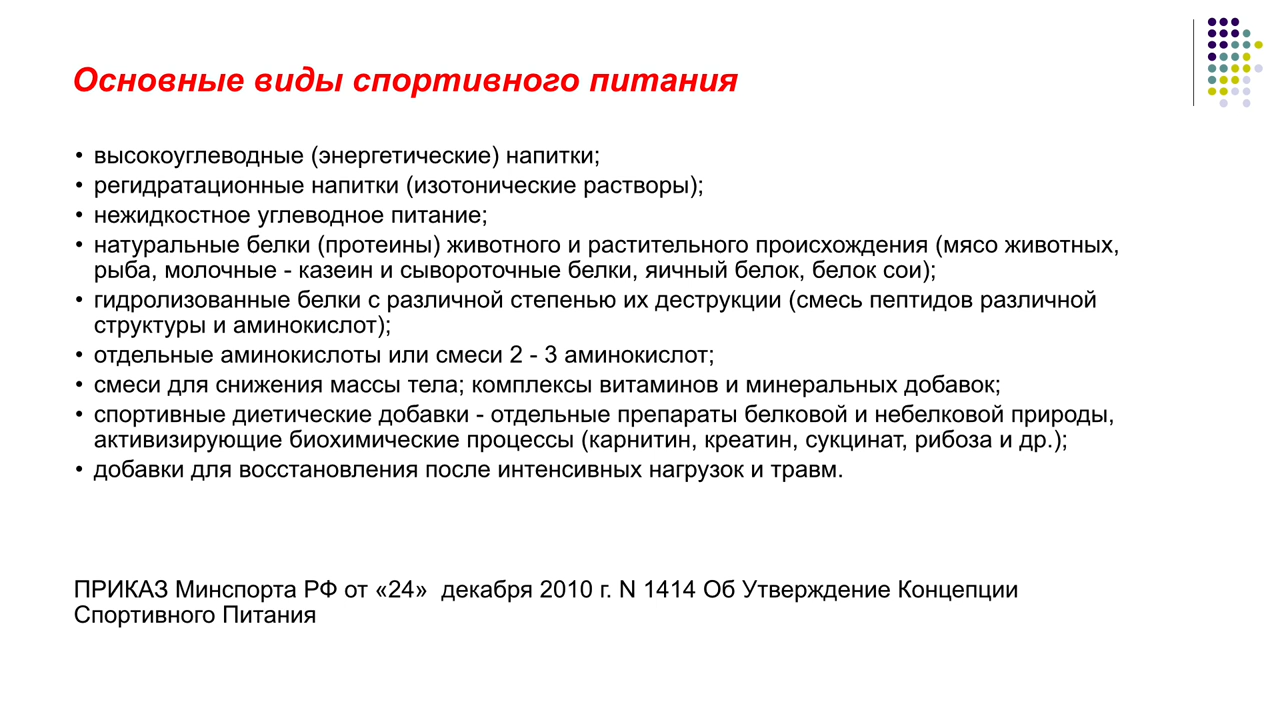 Основные виды спортивного питания
• высокоуглеводные (энергетические) напитки;
• регидратационные напитки (изотонические растворы);
• нежидкостное углеводное питание;
• натуральные белки (протеины) животного и растительного происхождения (мясо животных,
рыба, молочные - казеин и сывороточные белки, яичный белок, белок сои);
• гидролизованные белки с различной степенью их деструкции (смесь пептидов различной
структуры и аминокислот);
• отдельные аминокислоты или смеси 2 - 3 аминокислот;
• смеси для снижения массы тела; комплексы витаминов и минеральных добавок;
• спортивные диетические добавки - отдельные препараты белковой и небелковой природы,
активизирующие биохимические процессы (карнитин, креатин, сукцинат, рибоза и др.);
• добавки для восстановления после интенсивных нагрузок и травм.
ПРИКАЗ Минспорта РФ от «24»  декабря 2010 г. N 1414 Об Утверждение Концепции
Спортивного Питания